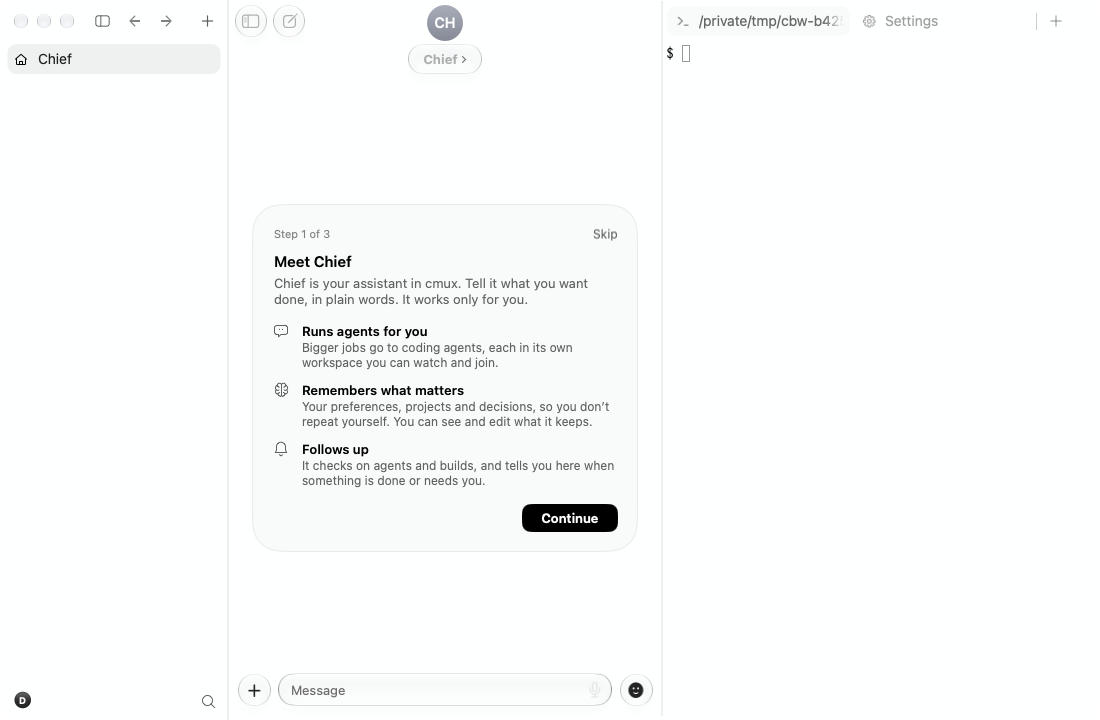 Chief
CH
Chief
Step 1 of 3
Skip
Meet Chief
Chief is your assistant in cmux. Tell it what you want
done, in plain words. It works only for you.
Runs agents for you
Bigger jobs go to coding agents, each in its own
workspace you can watch and join.
Remembers what matters
Your preferences, projects and decisions, so you don't
repeat yourself. You can see and edit what it keeps.
Follows up
It checks on agents and builds, and tells you here when
something is done or needs you.
Continue
Message
D
/private/tmp/cbw-b42
Settings
$